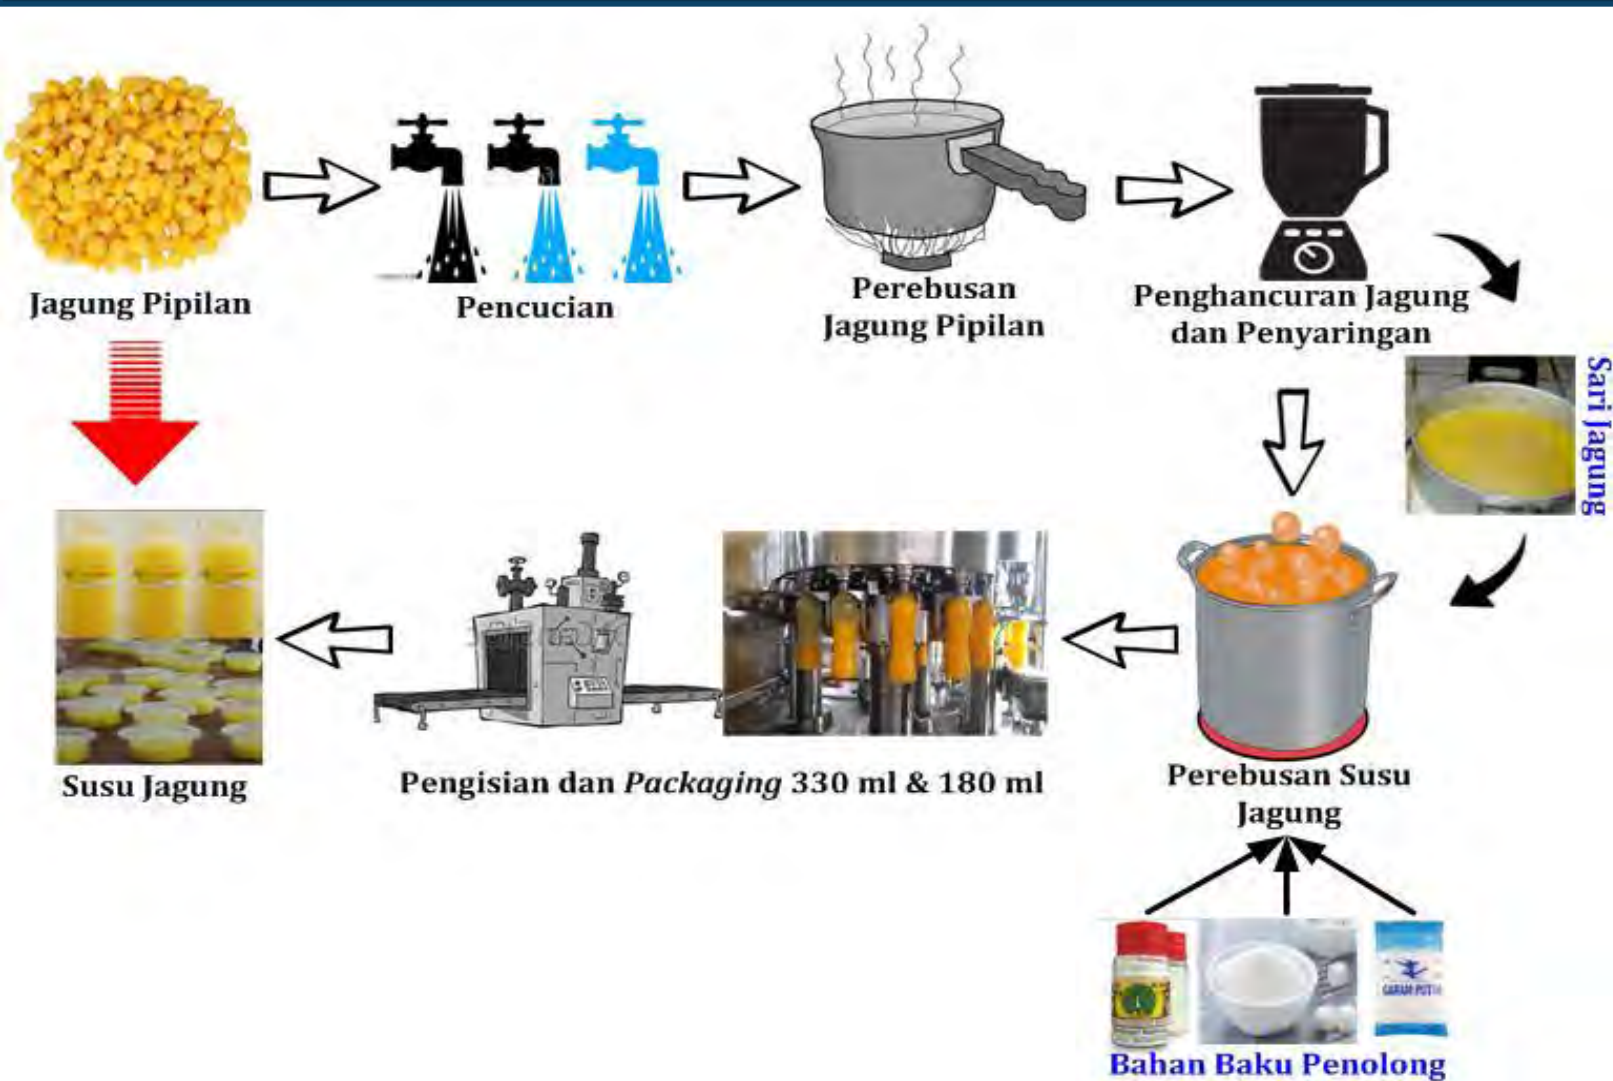 Jagung Pipilan
Pencucian
Perebusan
Jagung Pipilan
Penghancuran Jagung
dan Penyaringan
Sari Jagung
Perebusan Susu
Jagung
Pengisian dan Packaging 330 ml & 180 ml
Susu Jagung
GARAM
Bahan Baku Penolong